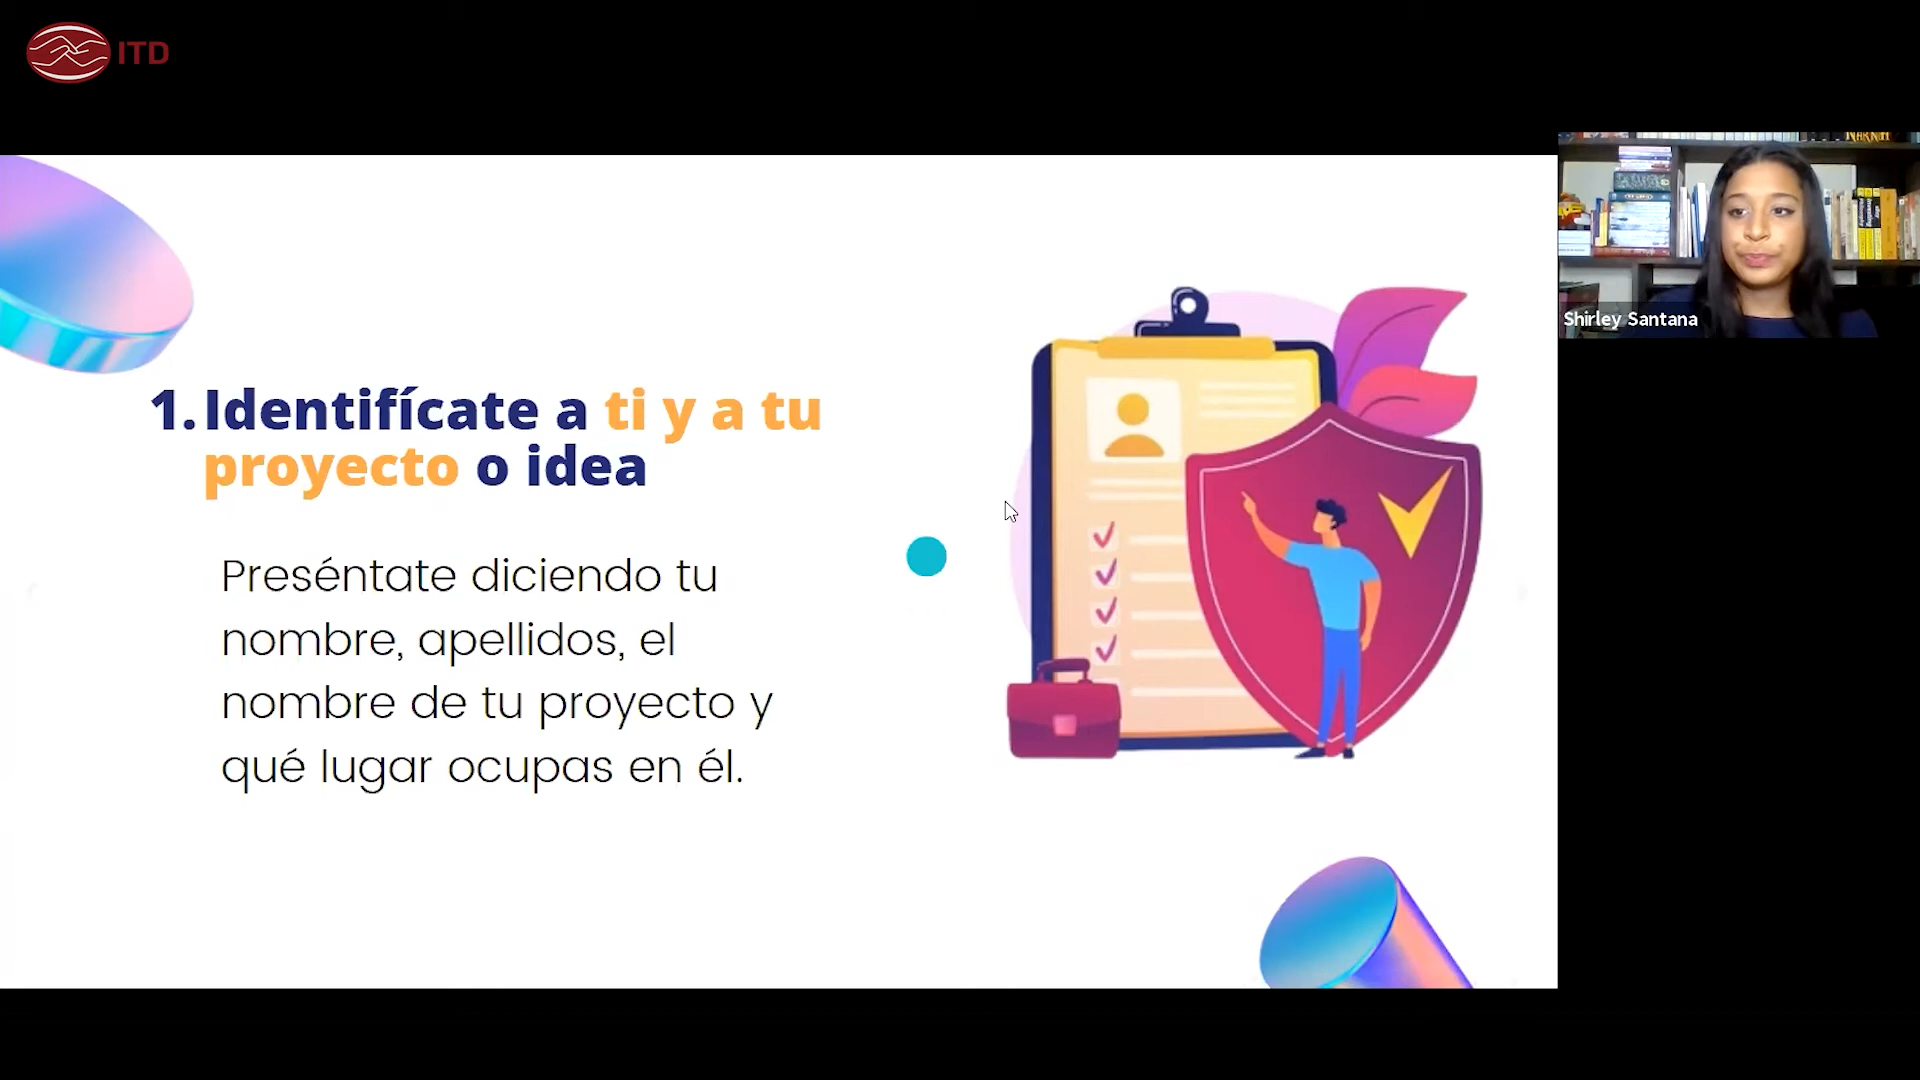 ITD
NARNIA
1. Identifícate a ti y a tu
proyecto o idea
Preséntate diciendo tu
nombre, apellidos, el
nombre de tu proyecto y
qué lugar ocupas en él.
Shirley Santana